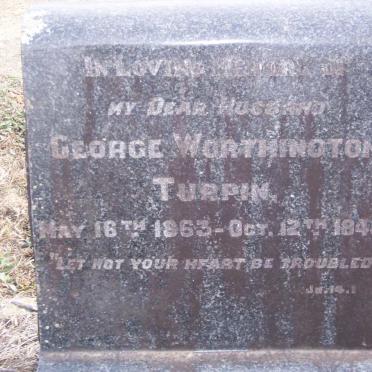 IN LOVING MEMORY OF
MY DEAR HUSBAND
GEORGE WORTHINGTON
TURPIN.
MAY 16TH 1863 - OCT. 12TH 194
"LET NOT YOUR HEART BE TROUBLED
Jn.14.1